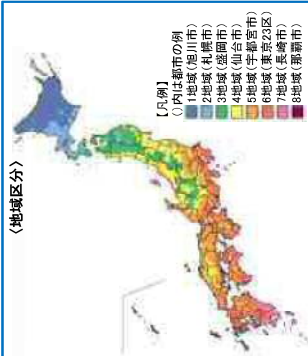 〈地域区分〉
【凡例】
()内は都市の例
1地域(旭川市)
2地域(札幌市)
3地域(盛岡市)
4地域(仙台市)
5地域(宇都宮市)
6地域(東京23区)
7地域(長崎市)
8地域(那覇市)